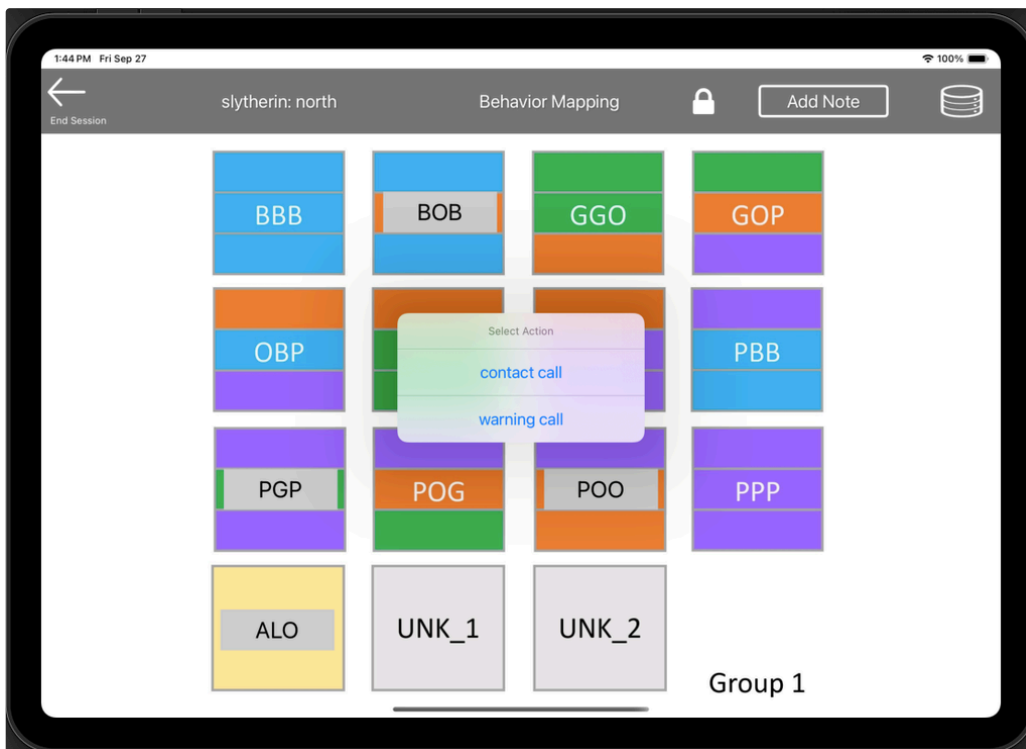 1:44 PM Fri Sep 27
100%
End Session
slytherin: north
Behavior Mapping
Add Note
BBB
BOB
GGO
GOP
OBP
PBB
Select Action
contact call
warning call
PGP
POG
POO
PPP
ALO
UNK_1
UNK_2
Group 1